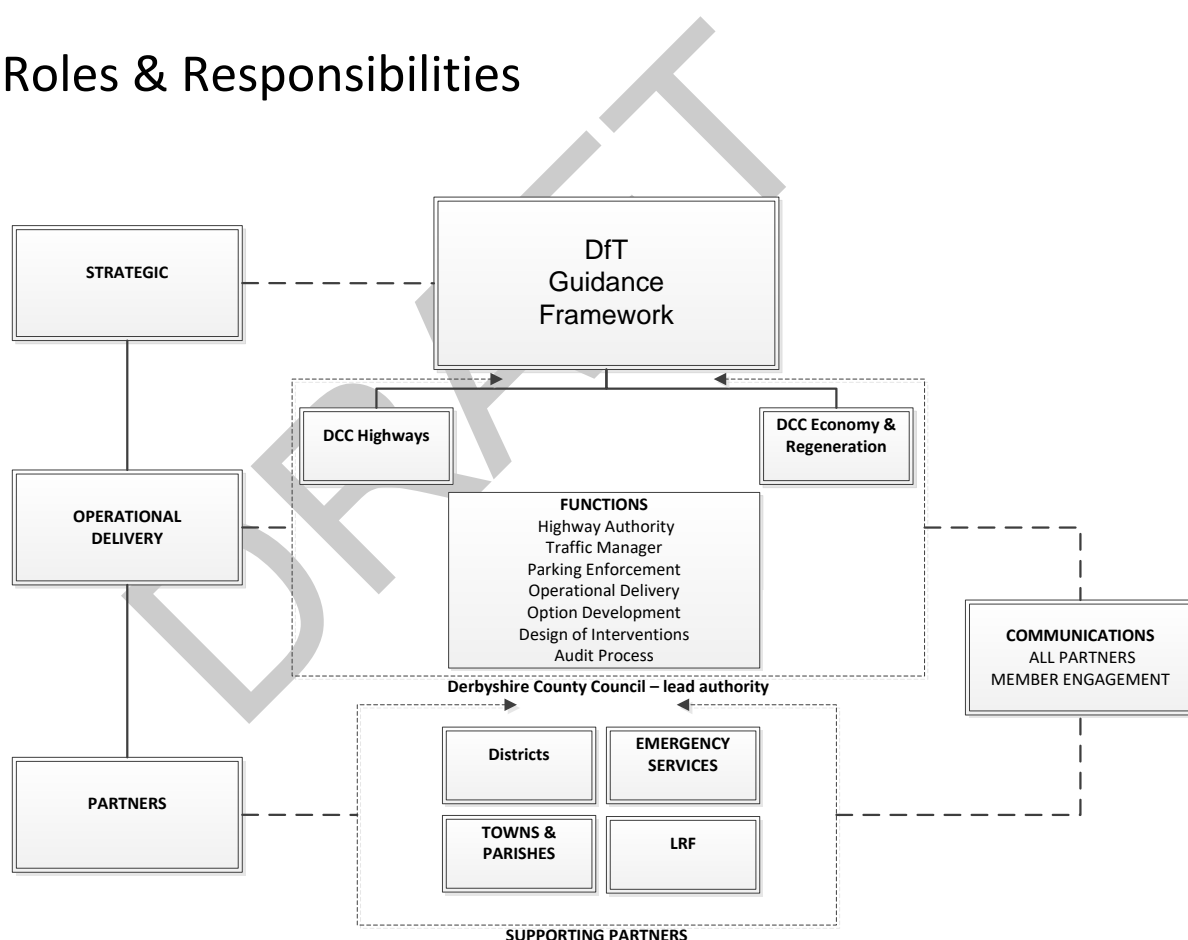 Roles & Responsibilities
DRAFT
STRATEGIC
DfT
Guidance
Framework
DCC Highways
DCC Economy &
Regeneration
OPERATIONAL
DELIVERY
FUNCTIONS
Highway Authority
Traffic Manager
Parking Enforcement
Operational Delivery
Option Development
Design of Interventions
Audit Process
COMMUNICATIONS
ALL PARTNERS
MEMBER ENGAGEMENT
Derbyshire County Council – lead authority
PARTNERS
Districts
EMERGENCY
SERVICES
TOWNS &
PARISHES
LRF
SUPPORTING PARTNERS